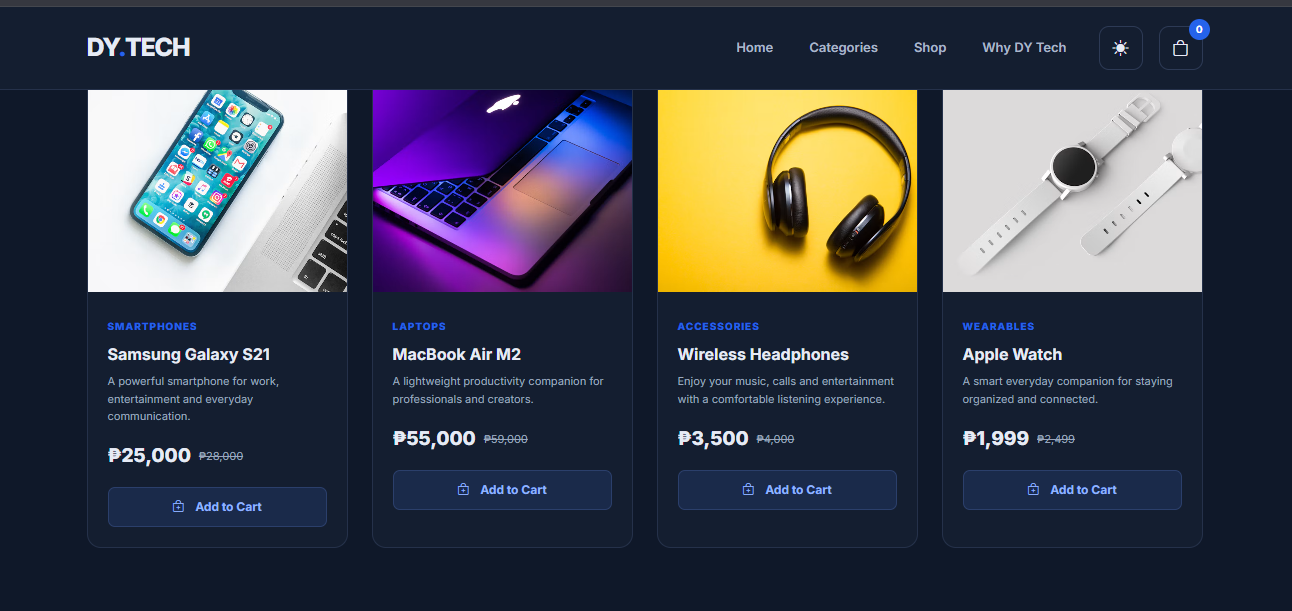 DY.TECH
Home
Categories
Shop
Why DY Tech
0
SMARTPHONES
Samsung Galaxy S21
A powerful smartphone for work,
entertainment and everyday
communication.
₱25,000 ₱28,000
Add to Cart
LAPTOPS
MacBook Air M2
A lightweight productivity companion for
professionals and creators.
₱55,000 ₱59,000
Add to Cart
ACCESSORIES
Wireless Headphones
Enjoy your music, calls and entertainment
with a comfortable listening experience.
₱3,500 ₱4,000
Add to Cart
WEARABLES
Apple Watch
A smart everyday companion for staying
organized and connected.
₱1,999 ₱2,499
Add to Cart